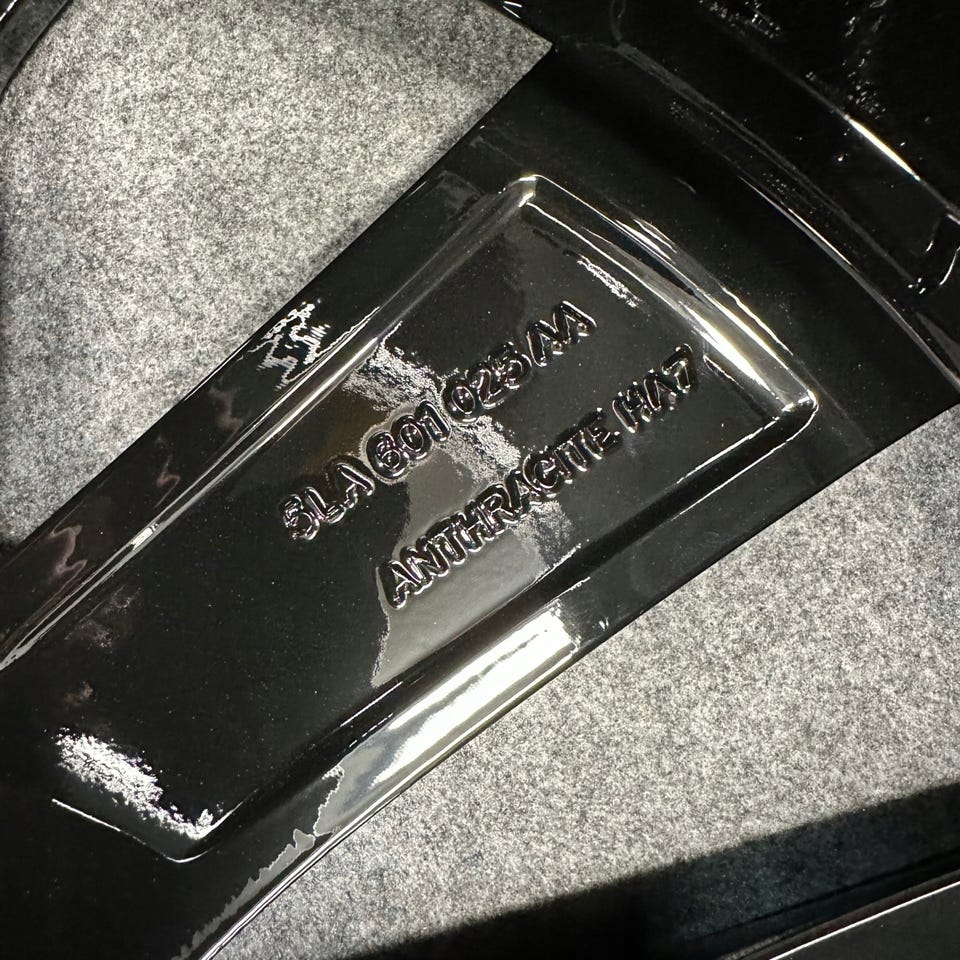 5LA 601 025 AA
ANTHRACITE HA7